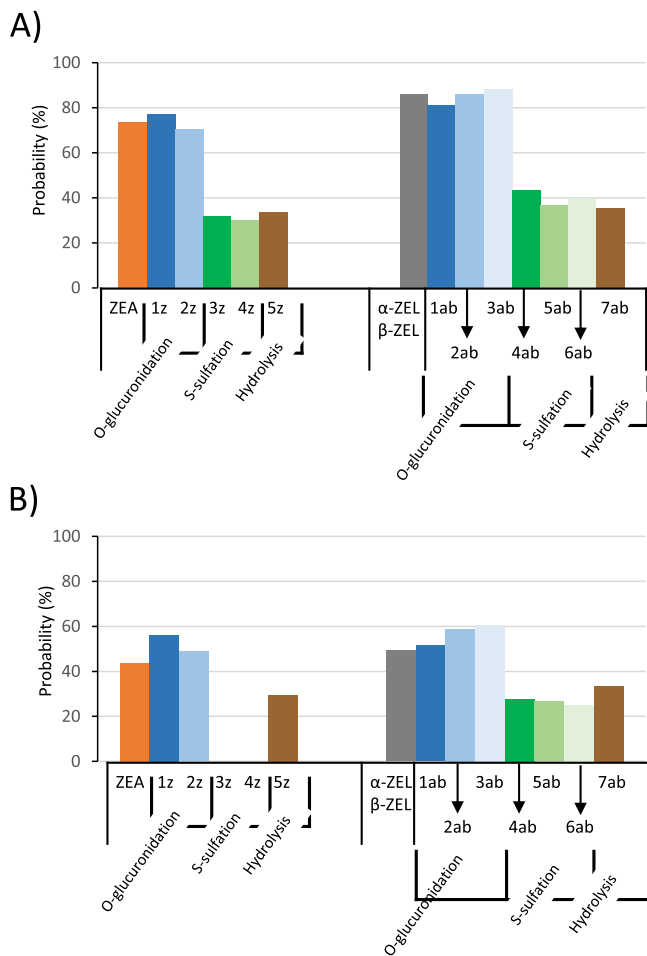 A)
Probability (%)
100
80
60
40
20
0
ZEA 1z 2z 3z 4z 5z
α-ZEL 1ab 3ab 5ab 7ab
β-ZEL
2ab 4ab 6ab
O-glucuronidation
S-sulfation
Hydrolysis
O-glucuronidation
S-sulfation
Hydrolysis
B)
Probability (%)
100
80
60
40
20
0
ZEA 1z 2z 3z 4z 5z
α-ZEL 1ab 3ab 5ab 7ab
β-ZEL
2ab 4ab 6ab
O-glucuronidation
S-sulfation
Hydrolysis
O-glucuronidation
S-sulfation
Hydrolysis